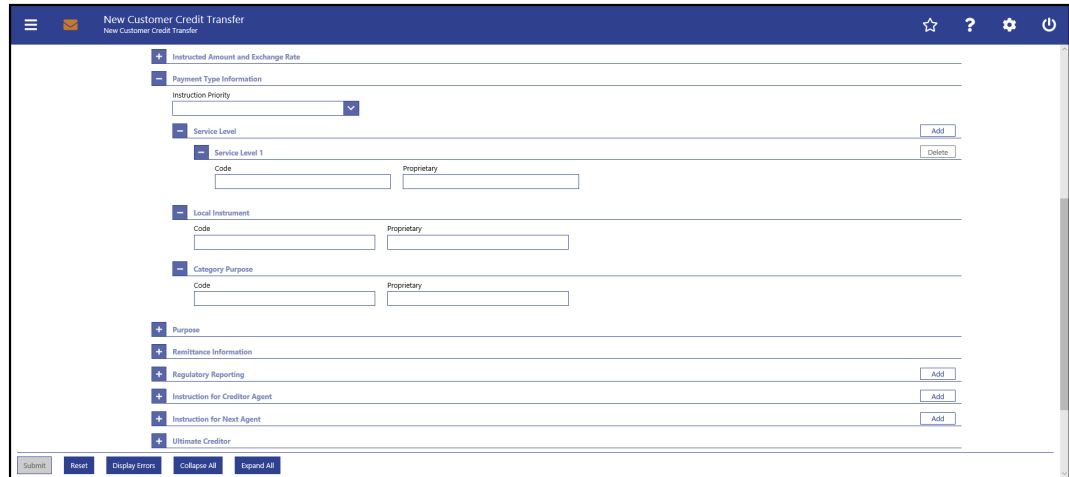 New Customer Credit Transfer
New Customer Credit Transfer
Instructed Amount and Exchange Rate
Payment Type Information
Instruction Priority
Service Level Add
Service Level 1 Delete
Code Proprietary
Local Instrument
Code Proprietary
Category Purpose
Code Proprietary
Purpose
Remittance Information
Regulatory Reporting Add
Instruction for Creditor Agent Add
Instruction for Next Agent Add
Ultimate Creditor
Submit Reset Display Errors Collapse All Expand All